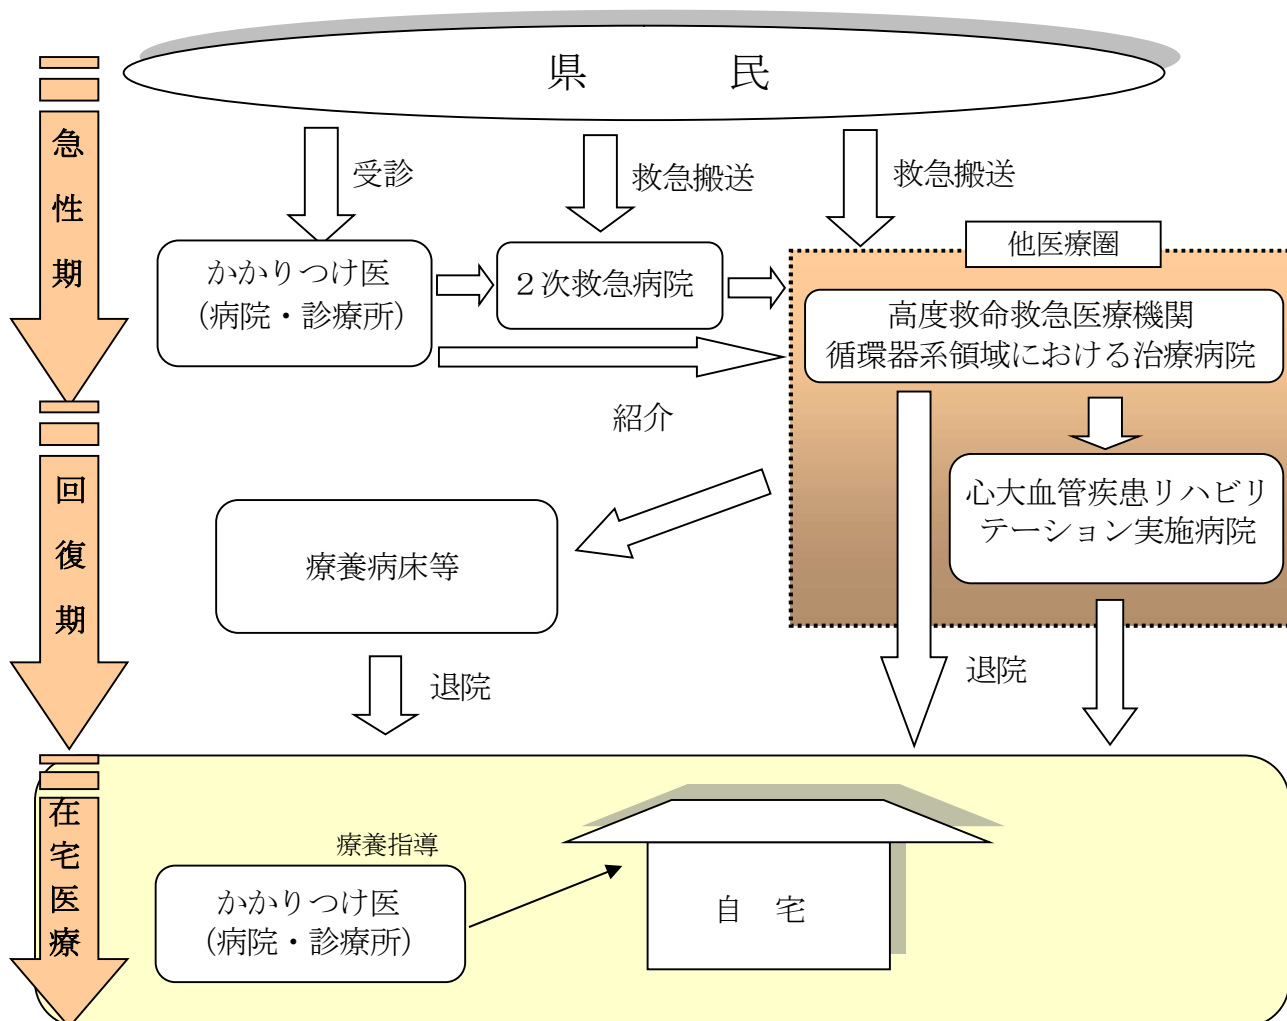 県　民
急性期
受診
救急搬送
救急搬送
他医療圏
かかりつけ医
（病院・診療所）
２次救急病院
高度救命救急医療機関
循環器系領域における治療病院
紹介
回復期
療養病床等
心大血管疾患リハビリ
テーション実施病院
退院
退院
在宅医療
療養指導
かかりつけ医
（病院・診療所）
自　宅